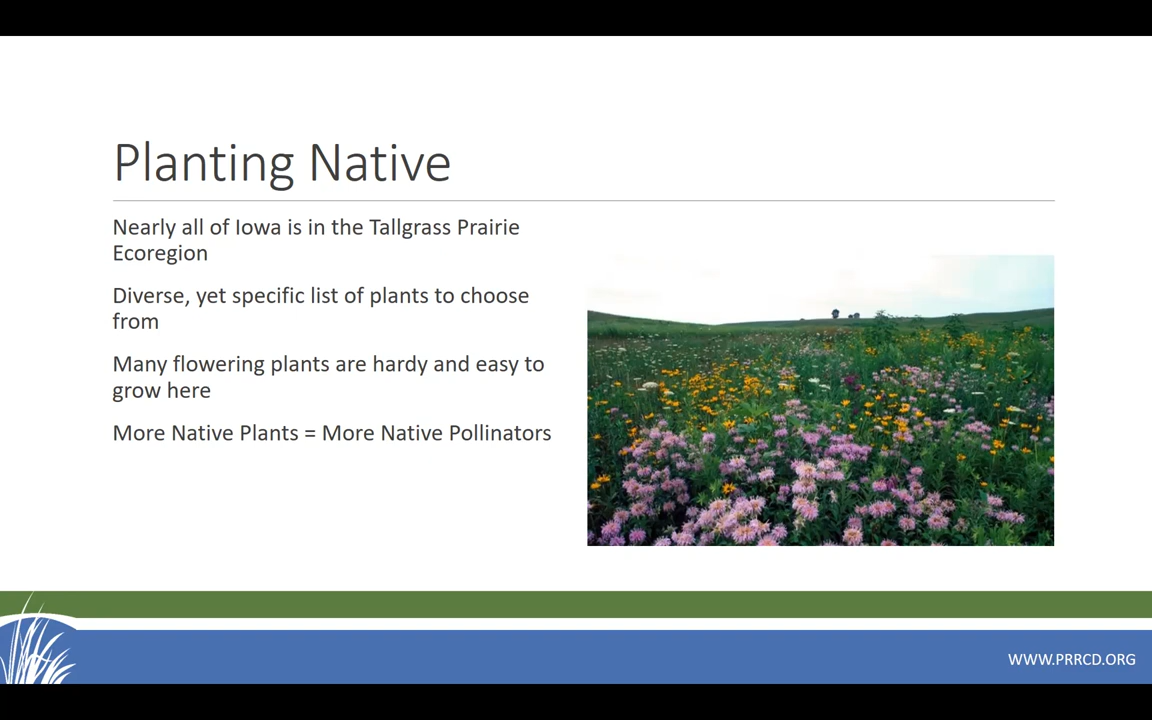 Planting Native
Nearly all of Iowa is in the Tallgrass Prairie
Ecoregion
Diverse, yet specific list of plants to choose
from
Many flowering plants are hardy and easy to
grow here
More Native Plants = More Native Pollinators
WWW.PRRCD.ORG